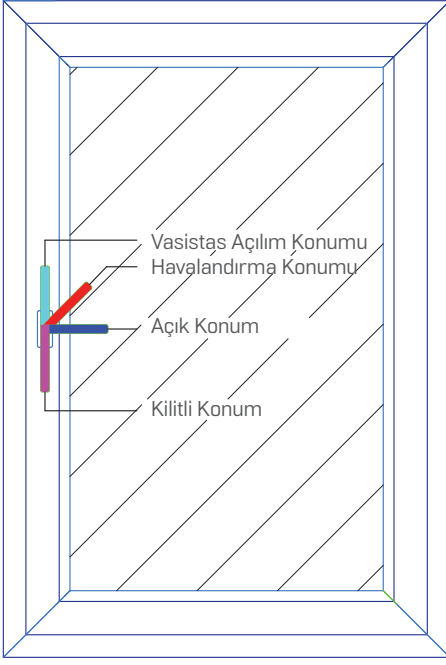 Vasistas Açılım Konumu
Havalandırma Konumu
Açık Konum
Kilitli Konum